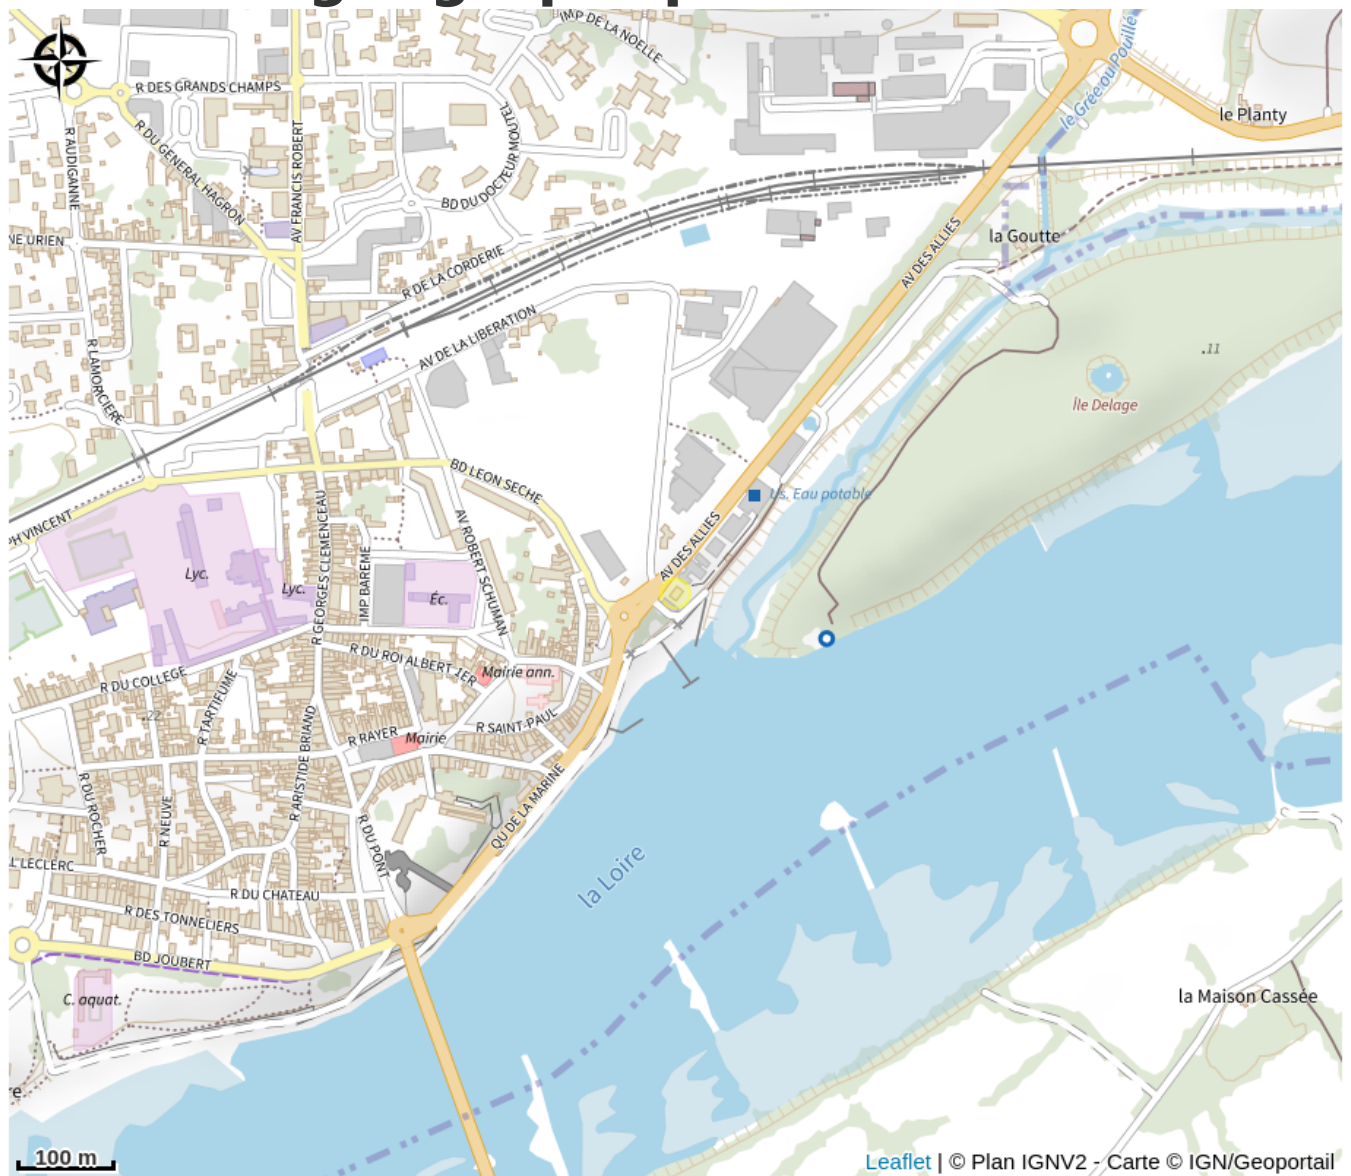 IMP DE LA NOELLE
le Grée ou Pouillé
R DES GRANDS CHAMPS
le Planty
R AUDIGANNE
R DU GENERAL HAGRON
AV FRANCIS ROBERT
BD DU DOCTEUR MOUTEL
NE URIEN
la Goutte
AV DES ALLIES
R DE LA CORDERIE
AV DE LA LIBERATION
R LAMORICIERE
.11
Île Delage
BD LEON SECHE
Us. Eau potable
PH VINCENT
R GEORGES CLEMENCEAU
AV ROBERT SCHUMAN
AV DES ALLIES
IMP BAREME
Lyc.
Lyc.
Éc.
R DU ROI ALBERT-IER
Mairie ann.
R DU COLLEGE
R TARTIFUME
.22
R SAINT-PAUL
R RAYER
Mairie
R ARISTIDE BRIAND
R DU ROCHER
R NEUVE
QU DE LA MARINE
R DU PONT
la Loire
L LECLERC
R DU CHATEAU
R DES TONNELIERS
BD JOUBERT
C. aquat.
la Maison Cassée
re
100 m
Leaflet | © Plan IGNV2 - Carte © IGN/Geoportail